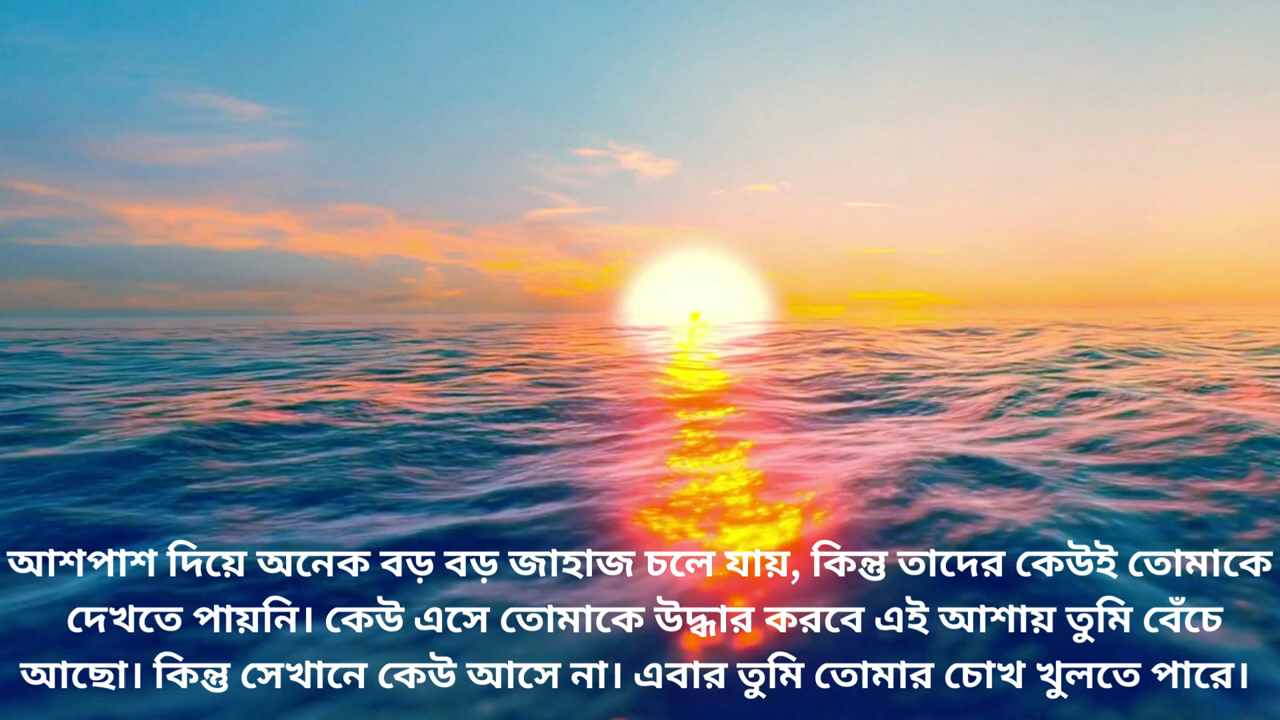 আশপাশ দিয়ে অনেক বড় বড় জাহাজ চলে যায়, কিন্তু তাদের কেউই তোমাকে
দেখতে পায়নি। কেউ এসে তোমাকে উদ্ধার করবে এই আশায় তুমি বেঁচে
আছো। কিন্তু সেখানে কেউ আসে না। এবার তুমি তোমার চোখ খুলতে পারে।